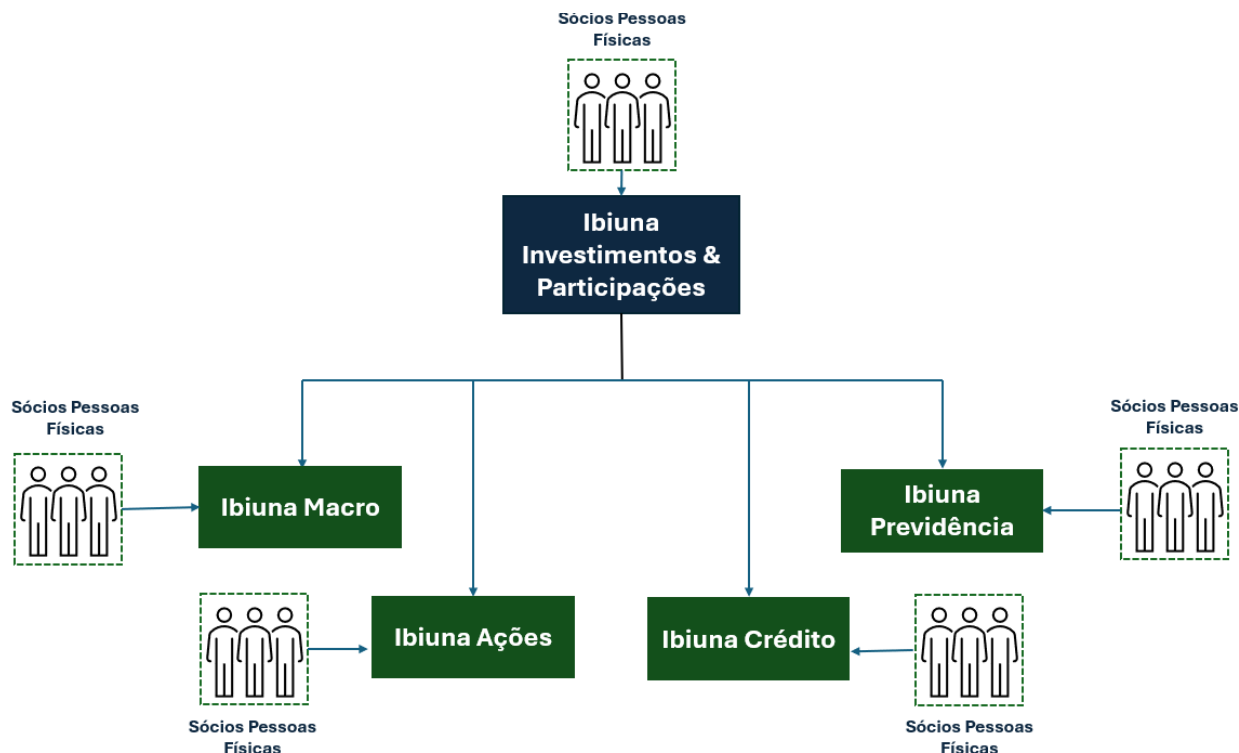 Sócios Pessoas
Físicas
Ibiuna
Investimentos &
Participações
Sócios Pessoas
Físicas
Sócios Pessoas
Físicas
Ibiuna Macro
Ibiuna
Previdência
Ibiuna Ações
Ibiuna Crédito
Sócios Pessoas
Físicas
Sócios Pessoas
Físicas